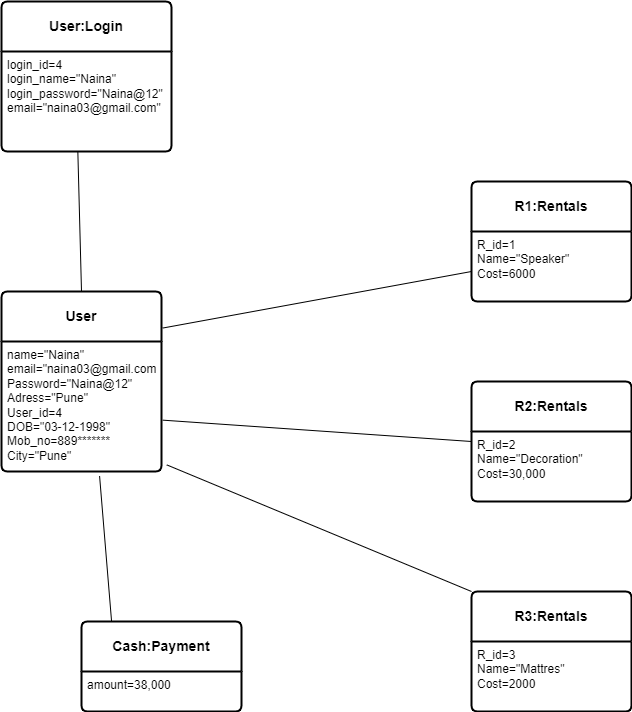 User:Login
login_id=4
login_name="Naina"
login_password="Naina@12"
email="naina03@gmail.com"
R1:Rentals
R_id=1
Name="Speaker"
Cost=6000
User
name="Naina"
email="naina03@gmail.com
Password="Naina@12"
Adress="Pune"
User_id=4
DOB="03-12-1998"
Mob_no=889*******
City="Pune"
R2:Rentals
R_id=2
Name="Decoration"
Cost=30,000
Cash:Payment
amount=38,000
R3:Rentals
R_id=3
Name="Mattres"
Cost=2000